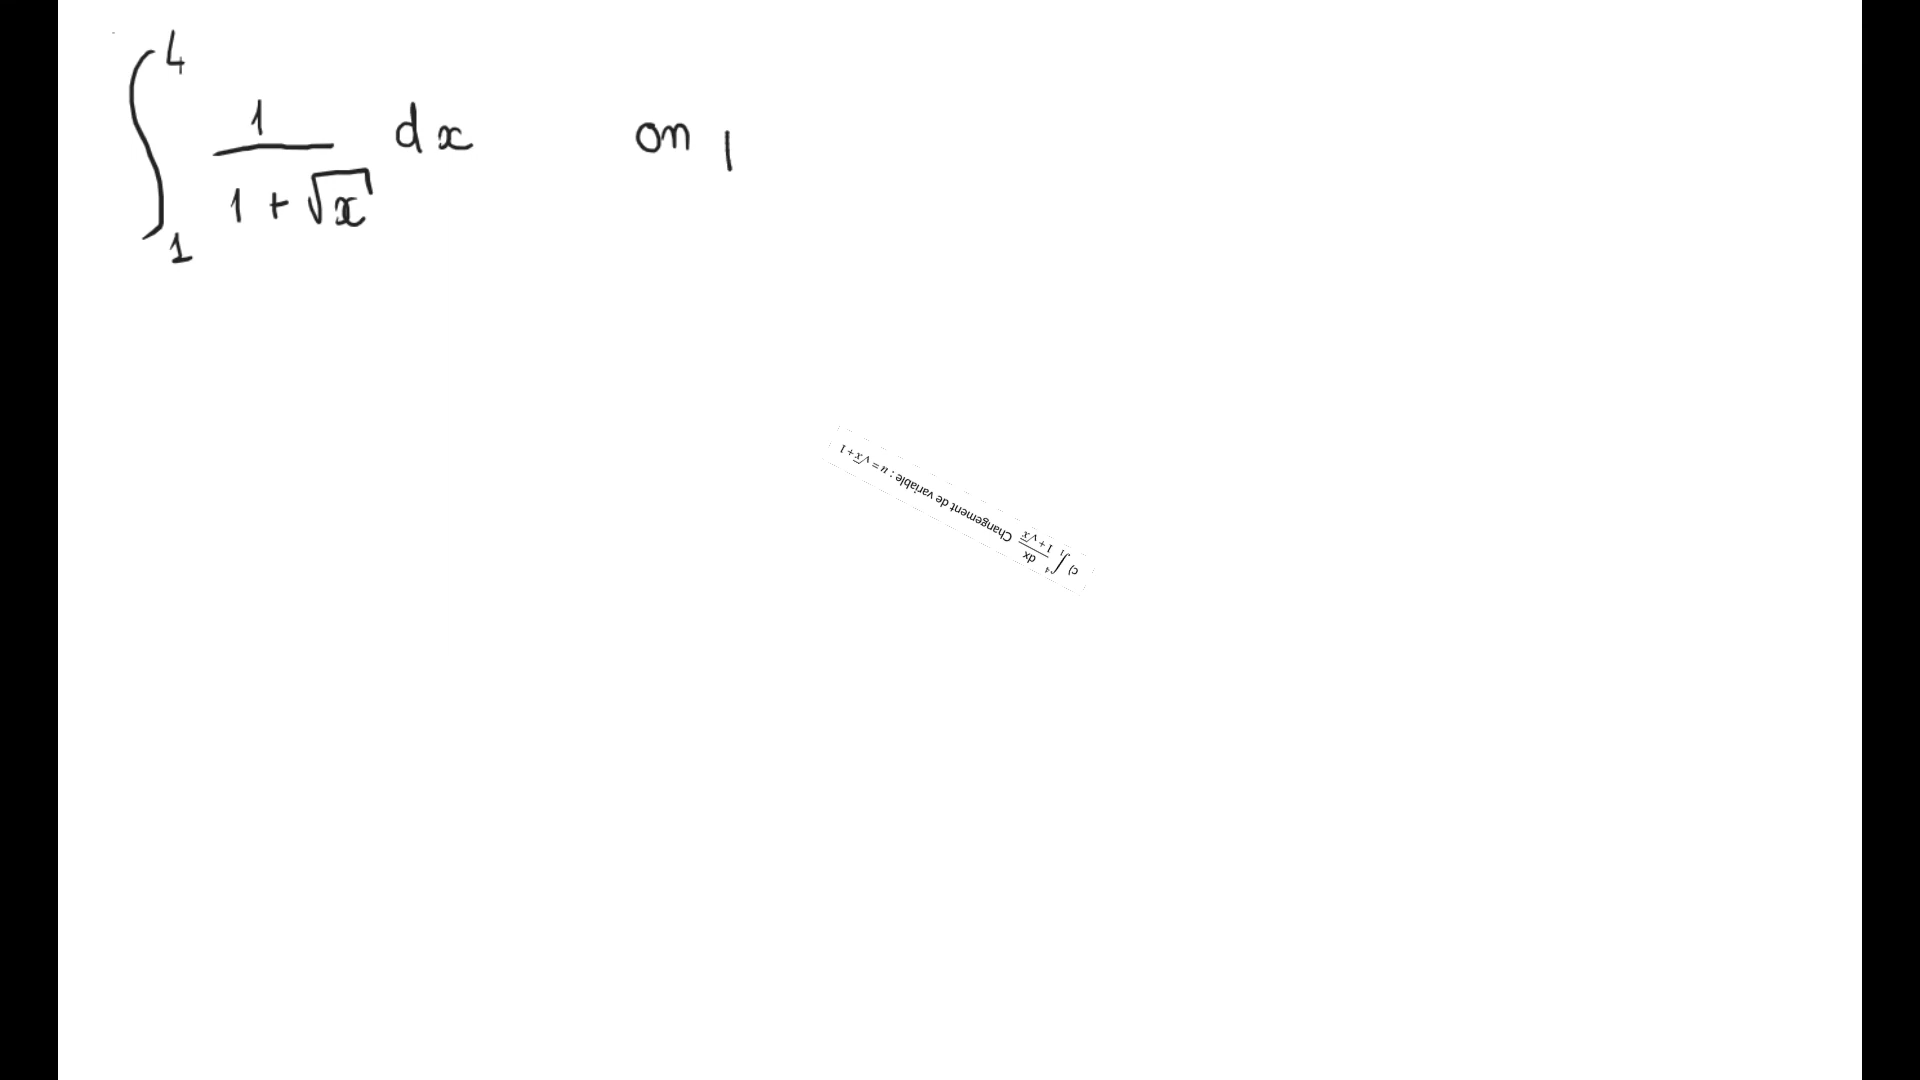 ∫₁⁴ 1/(1+√x) dx on
c) ∫₁⁴ dx/(1+√x) Changement de variable : u = √x+1